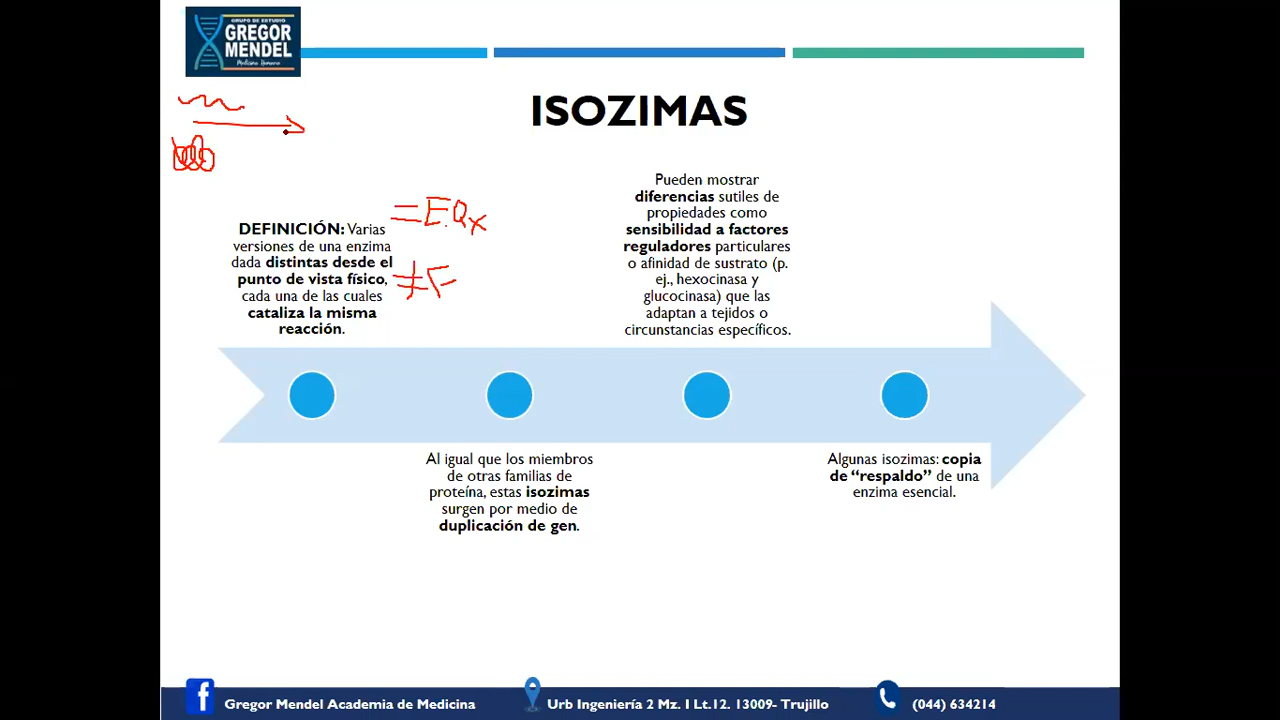 GRUPO DE ESTUDIO
GREGOR
MENDEL
Medicina Humana
ISOZIMAS
DEFINICIÓN: Varias
versiones de una enzima
dada distintas desde el
punto de vista físico,
cada una de las cuales
cataliza la misma
reacción.
= E.Qx
≠ F
Al igual que los miembros
de otras familias de
proteína, estas isozimas
surgen por medio de
duplicación de gen.
Pueden mostrar
diferencias sutiles de
propiedades como
sensibilidad a factores
reguladores particulares
o afinidad de sustrato (p.
ej., hexocinasa y
glucocinasa) que las
adaptan a tejidos o
circunstancias específicos.
Algunas isozimas: copia
de “respaldo” de una
enzima esencial.
Gregor Mendel Academia de Medicina
Urb Ingeniería 2 Mz. I Lt.12. 13009- Trujillo
(044) 634214